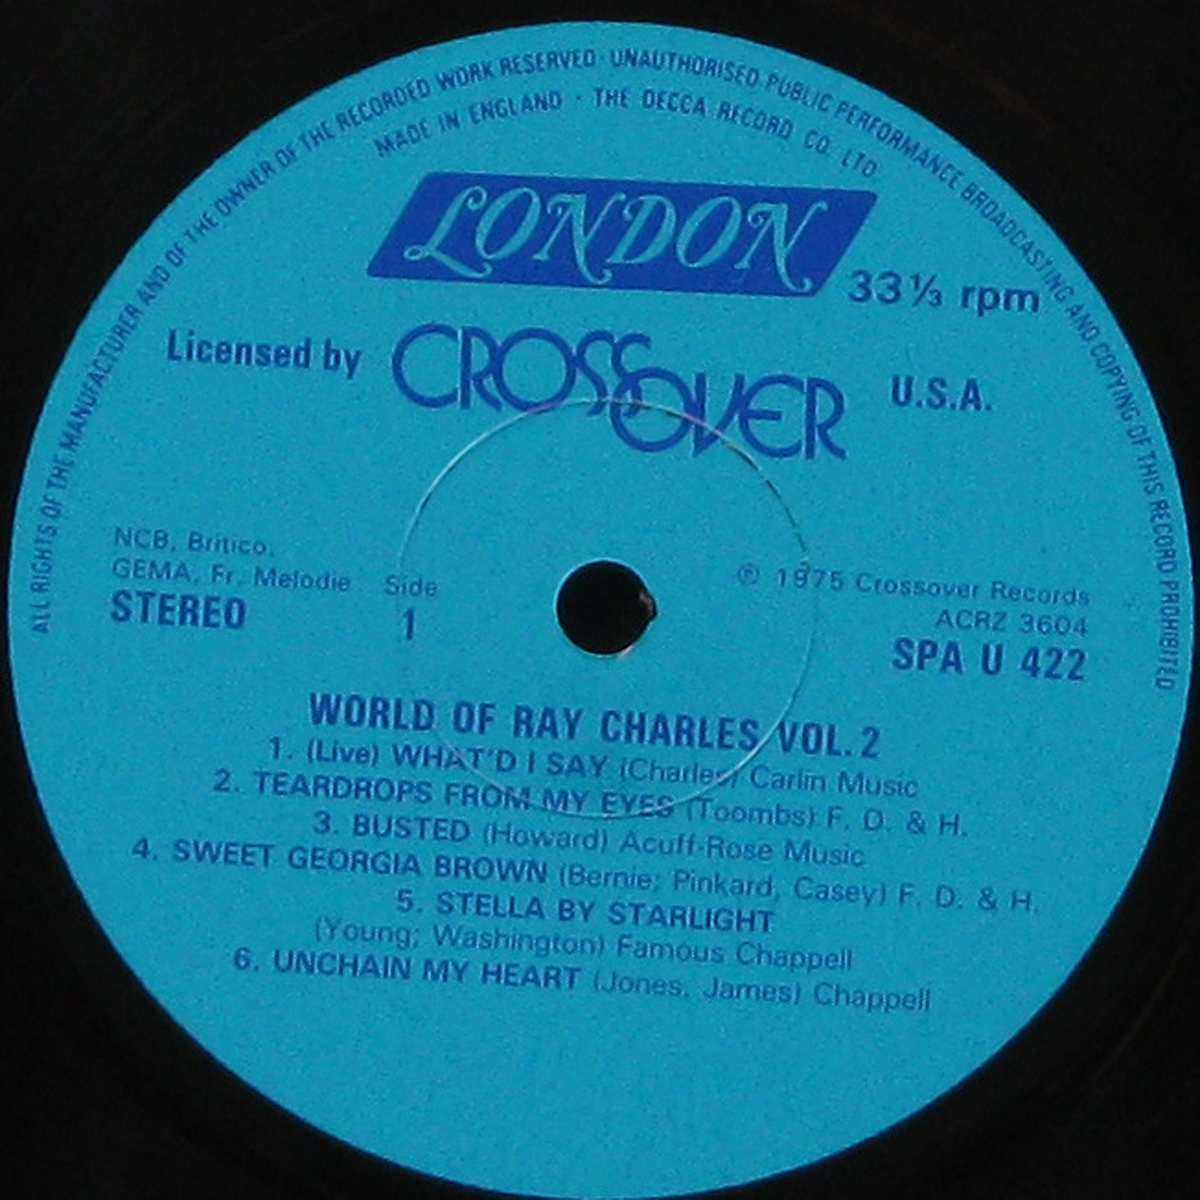 ALL RIGHTS OF THE MANUFACTURER AND OF THE OWNER OF THE RECORDED WORK RESERVED · UNAUTHORISED PUBLIC PERFORMANCE BROADCASTING AND COPYING OF THIS RECORD PROHIBITED
MADE IN ENGLAND · THE DECCA RECORD CO. LTD
LONDON
33⅓ rpm
Licensed by CROSSOVER U.S.A.
NCB, Britico,
GEMA, Fr. Melodie
STEREO
Side
1
℗ 1975 Crossover Records
ACRZ 3604
SPA U 422
WORLD OF RAY CHARLES VOL. 2
1. (Live) WHAT'D I SAY (Charles) Carlin Music
2. TEARDROPS FROM MY EYES (Toombs) F. D. & H.
3. BUSTED (Howard) Acuff-Rose Music
4. SWEET GEORGIA BROWN (Bernie; Pinkard, Casey) F. D. & H.
5. STELLA BY STARLIGHT
(Young; Washington) Famous Chappell
6. UNCHAIN MY HEART (Jones, James) Chappell